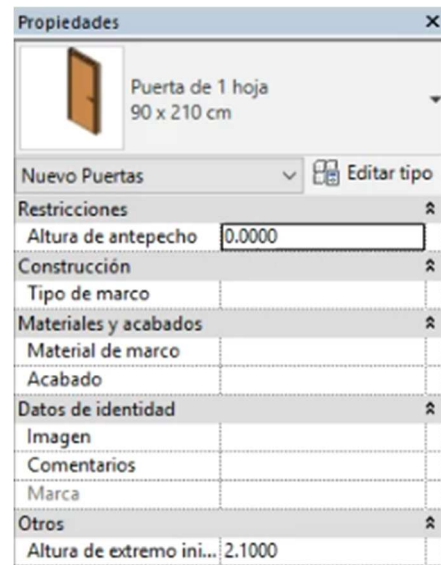 Propiedades
Puerta de 1 hoja
90 x 210 cm
Nuevo Puertas
Editar tipo
Restricciones
Altura de antepecho 0.0000
Construcción
Tipo de marco
Materiales y acabados
Material de marco
Acabado
Datos de identidad
Imagen
Comentarios
Marca
Otros
Altura de extremo ini... 2.1000